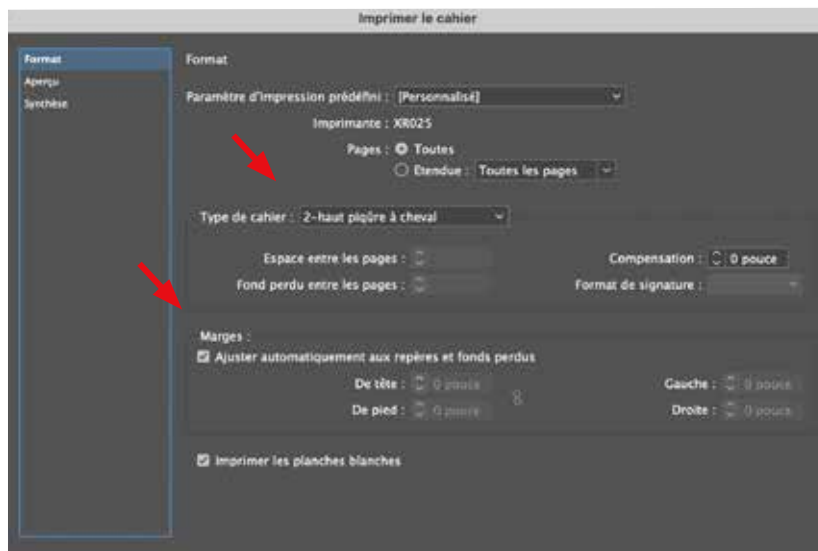 Imprimer le cahier
Format
Aperçu
Synthèse
Format
Paramètre d'impression prédéfini : [Personnalisé]
Imprimante : XR025
Pages : Toutes
Etendue : Toutes les pages
Type de cahier : 2-haut piqûre à cheval
Espace entre les pages :
Compensation : 0 pouce
Fond perdu entre les pages :
Format de signature :
Marges :
Ajuster automatiquement aux repères et fonds perdus
De tête : 0 pouce
Gauche : 0 pouce
De pied : 0 pouce
Droite : 0 pouce
Imprimer les planches blanches